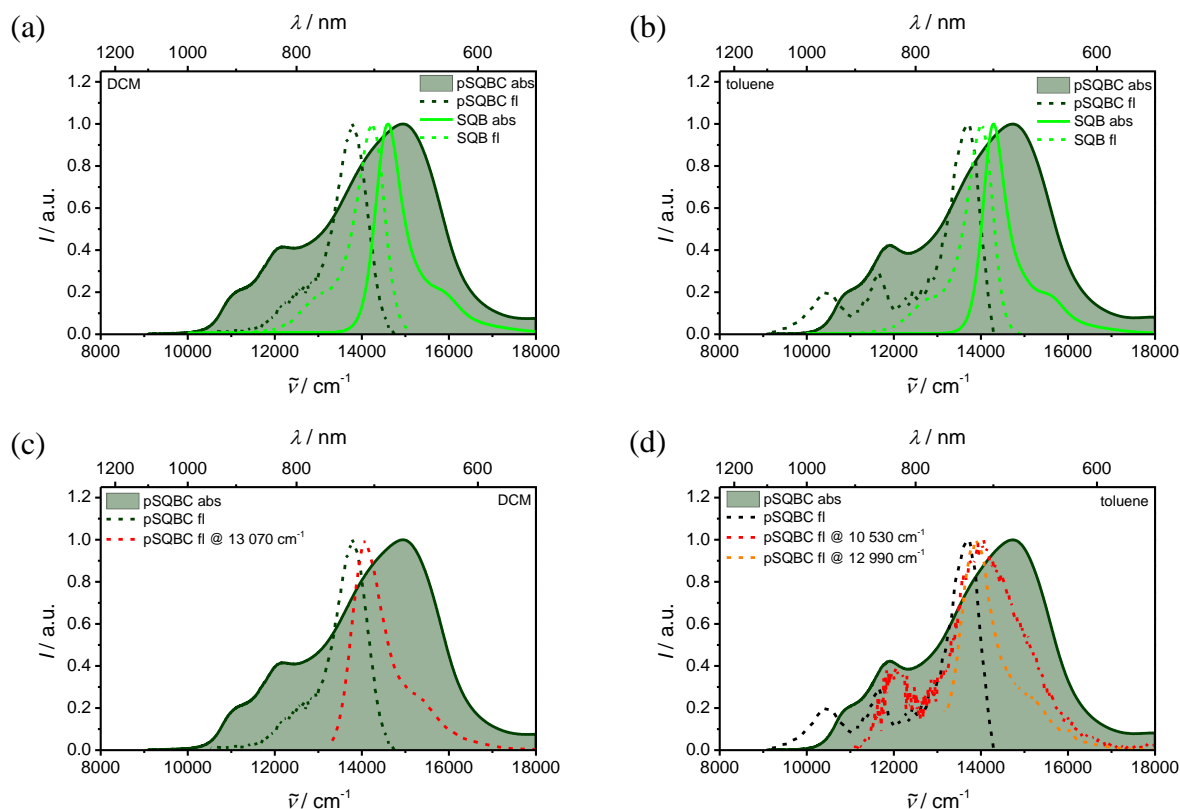 (a)
λ / nm
1200 1000 800 600
1.2
1.0
0.8
0.6
0.4
0.2
0.0
I / a.u.
DCM
pSQBC abs
pSQBC fl
SQB abs
SQB fl
8000 10000 12000 14000 16000 18000
ν̃ / cm⁻¹
(b)
λ / nm
1200 1000 800 600
1.2
1.0
0.8
0.6
0.4
0.2
0.0
I / a.u.
toluene
pSQBC abs
pSQBC fl
SQB abs
SQB fl
8000 10000 12000 14000 16000 18000
ν̃ / cm⁻¹
(c)
λ / nm
1200 1000 800 600
1.2
1.0
0.8
0.6
0.4
0.2
0.0
I / a.u.
DCM
pSQBC abs
pSQBC fl
pSQBC fl @ 13 070 cm⁻¹
8000 10000 12000 14000 16000 18000
ν̃ / cm⁻¹
(d)
λ / nm
1200 1000 800 600
1.2
1.0
0.8
0.6
0.4
0.2
0.0
I / a.u.
toluene
pSQBC abs
pSQBC fl
pSQBC fl @ 10 530 cm⁻¹
pSQBC fl @ 12 990 cm⁻¹
8000 10000 12000 14000 16000 18000
ν̃ / cm⁻¹